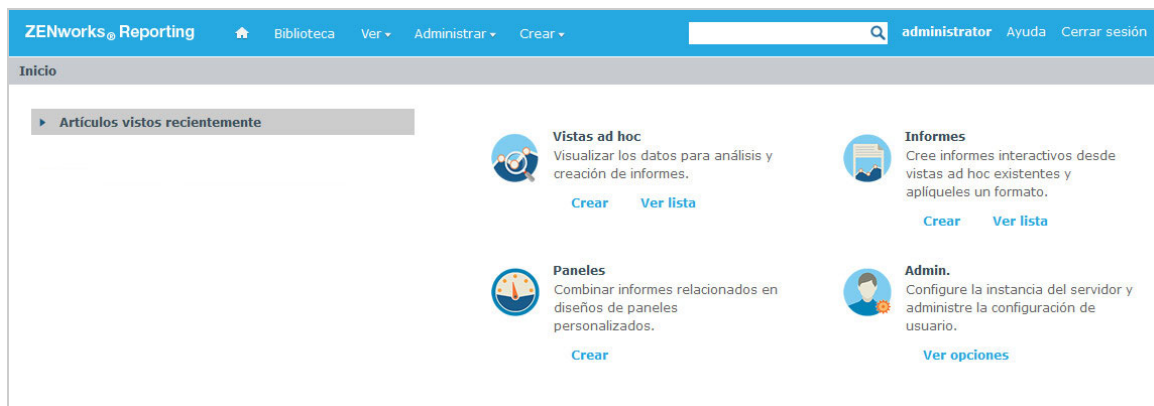 ZENworks® Reporting Biblioteca Ver Administrar Crear administrator Ayuda Cerrar sesión
Inicio
Artículos vistos recientemente
Vistas ad hoc
Visualizar los datos para análisis y
creación de informes.
Crear Ver lista
Informes
Cree informes interactivos desde
vistas ad hoc existentes y
aplíqueles un formato.
Crear Ver lista
Paneles
Combinar informes relacionados en
diseños de paneles
personalizados.
Crear
Admin.
Configure la instancia del servidor y
administre la configuración de
usuario.
Ver opciones